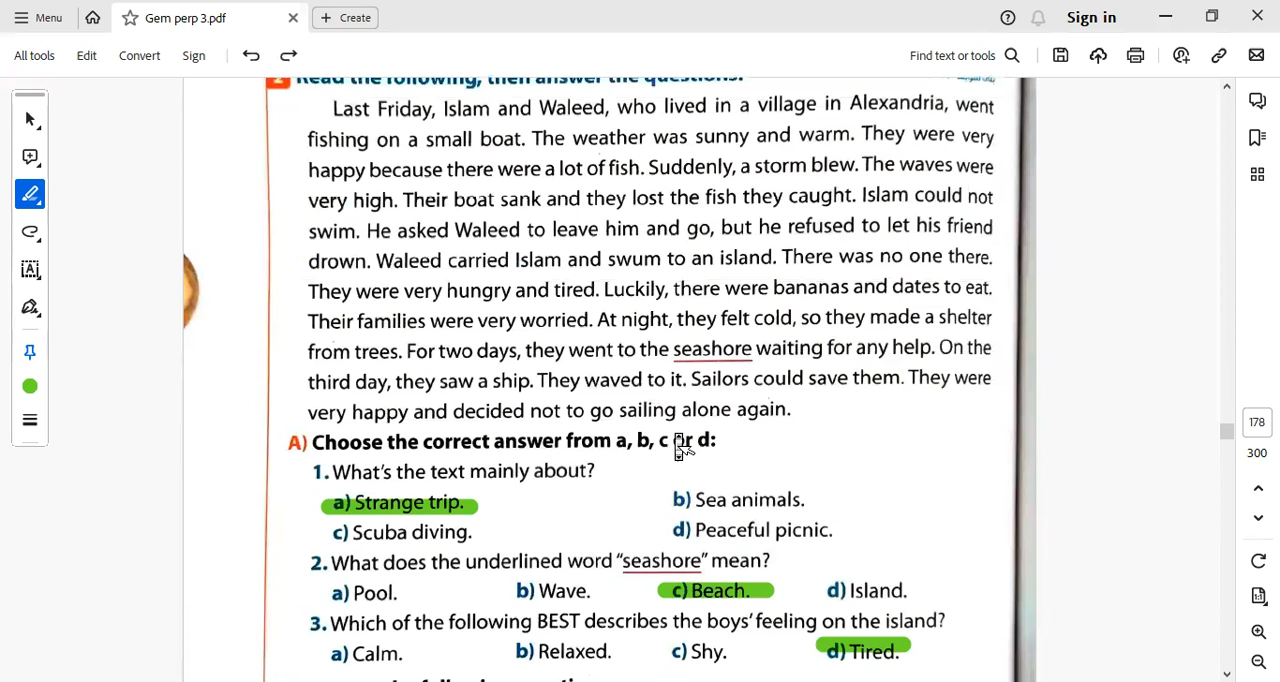 Menu
Gem perp 3.pdf
Create
Sign in
All tools
Edit
Convert
Sign
Find text or tools
2 Read the following, then answer the questions:
Last Friday, Islam and Waleed, who lived in a village in Alexandria, went
fishing on a small boat. The weather was sunny and warm. They were very
happy because there were a lot of fish. Suddenly, a storm blew. The waves were
very high. Their boat sank and they lost the fish they caught. Islam could not
swim. He asked Waleed to leave him and go, but he refused to let his friend
drown. Waleed carried Islam and swum to an island. There was no one there.
They were very hungry and tired. Luckily, there were bananas and dates to eat.
Their families were very worried. At night, they felt cold, so they made a shelter
from trees. For two days, they went to the seashore waiting for any help. On the
third day, they saw a ship. They waved to it. Sailors could save them. They were
very happy and decided not to go sailing alone again.
A) Choose the correct answer from a, b, c or d:
1. What's the text mainly about?
a) Strange trip.
b) Sea animals.
c) Scuba diving.
d) Peaceful picnic.
2. What does the underlined word "seashore" mean?
a) Pool.
b) Wave.
c) Beach.
d) Island.
3. Which of the following BEST describes the boys' feeling on the island?
a) Calm.
b) Relaxed.
c) Shy.
d) Tired.
178
300